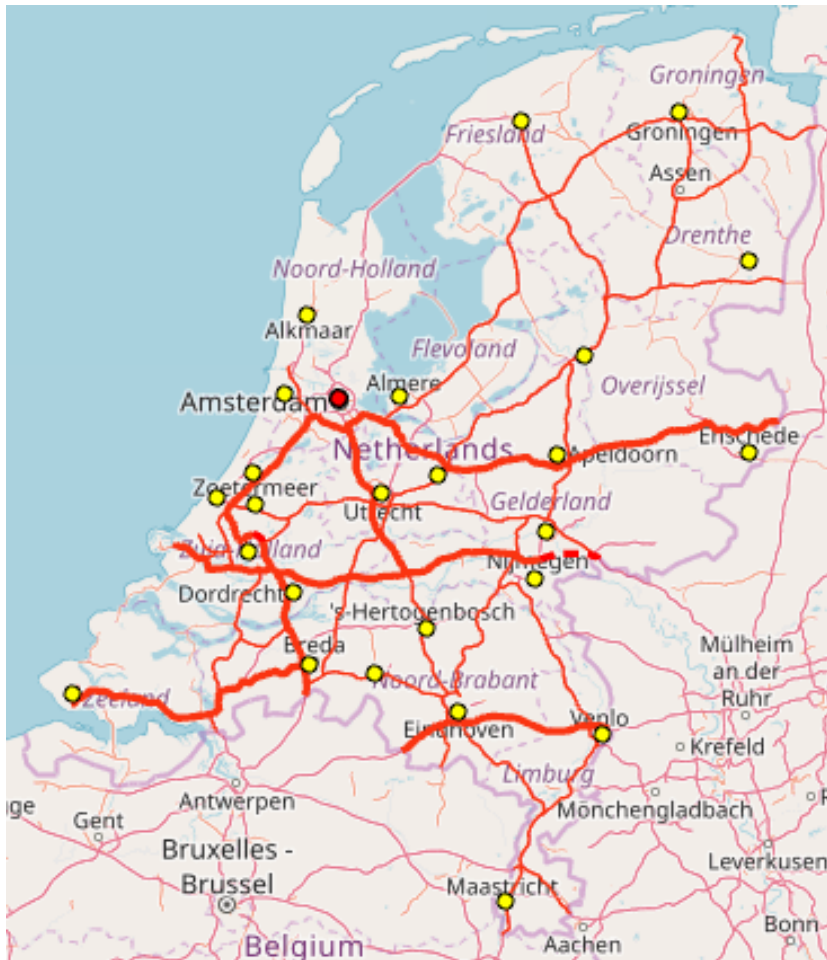 Groningen
Friesland
Groningen
Assen
Drenthe
Noord-Holland
Alkmaar
Flevoland
Almere
Overijssel
Amsterdam
Enschede
Netherlands
Apeldoorn
Zoetermeer
Gelderland
Utrecht
Zuid-Holland
Nijmegen
Dordrecht
's-Hertogenbosch
Breda
Mülheim
an der
Ruhr
Noord-Brabant
Zeeland
Venlo
Eindhoven
Krefeld
Limburg
Antwerpen
Mönchengladbach
Gent
Bruxelles -
Brussel
Leverkusen
Maastricht
Bonn
Belgium
Aachen